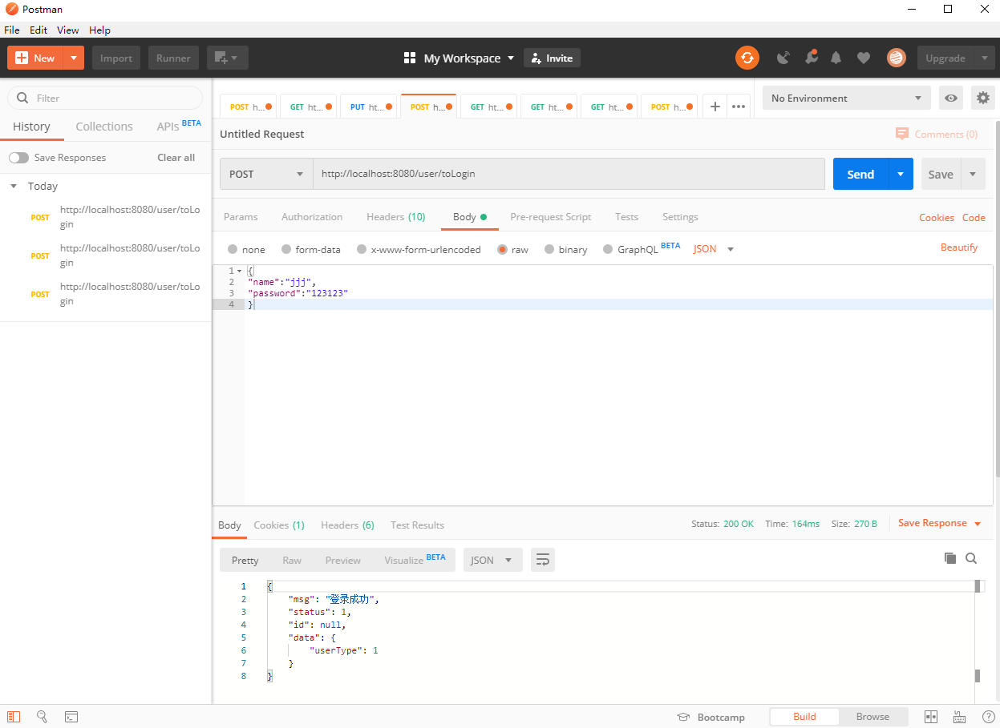 Postman
File Edit View Help
New Import Runner My Workspace Invite Upgrade
Filter
History Collections APIs BETA
Save Responses Clear all
Today
POST http://localhost:8080/user/toLo
gin
POST http://localhost:8080/user/toLo
gin
POST http://localhost:8080/user/toLo
gin
POST h... GET ht... PUT ht... POST h... GET ht... GET ht... GET ht... POST h... No Environment
Untitled Request Comments (0)
POST http://localhost:8080/user/toLogin Send Save
Params Authorization Headers (10) Body Pre-request Script Tests Settings Cookies Code
none form-data x-www-form-urlencoded raw binary GraphQL BETA JSON Beautify
1 {
2 "name":"jjj",
3 "password":"123123"
4 }
Body Cookies (1) Headers (6) Test Results Status: 200 OK Time: 164ms Size: 270 B Save Response
Pretty Raw Preview Visualize BETA JSON
1 {
2 "msg": "登录成功",
3 "status": 1,
4 "id": null,
5 "data": {
6 "userType": 1
7 }
8 }
Bootcamp Build Browse